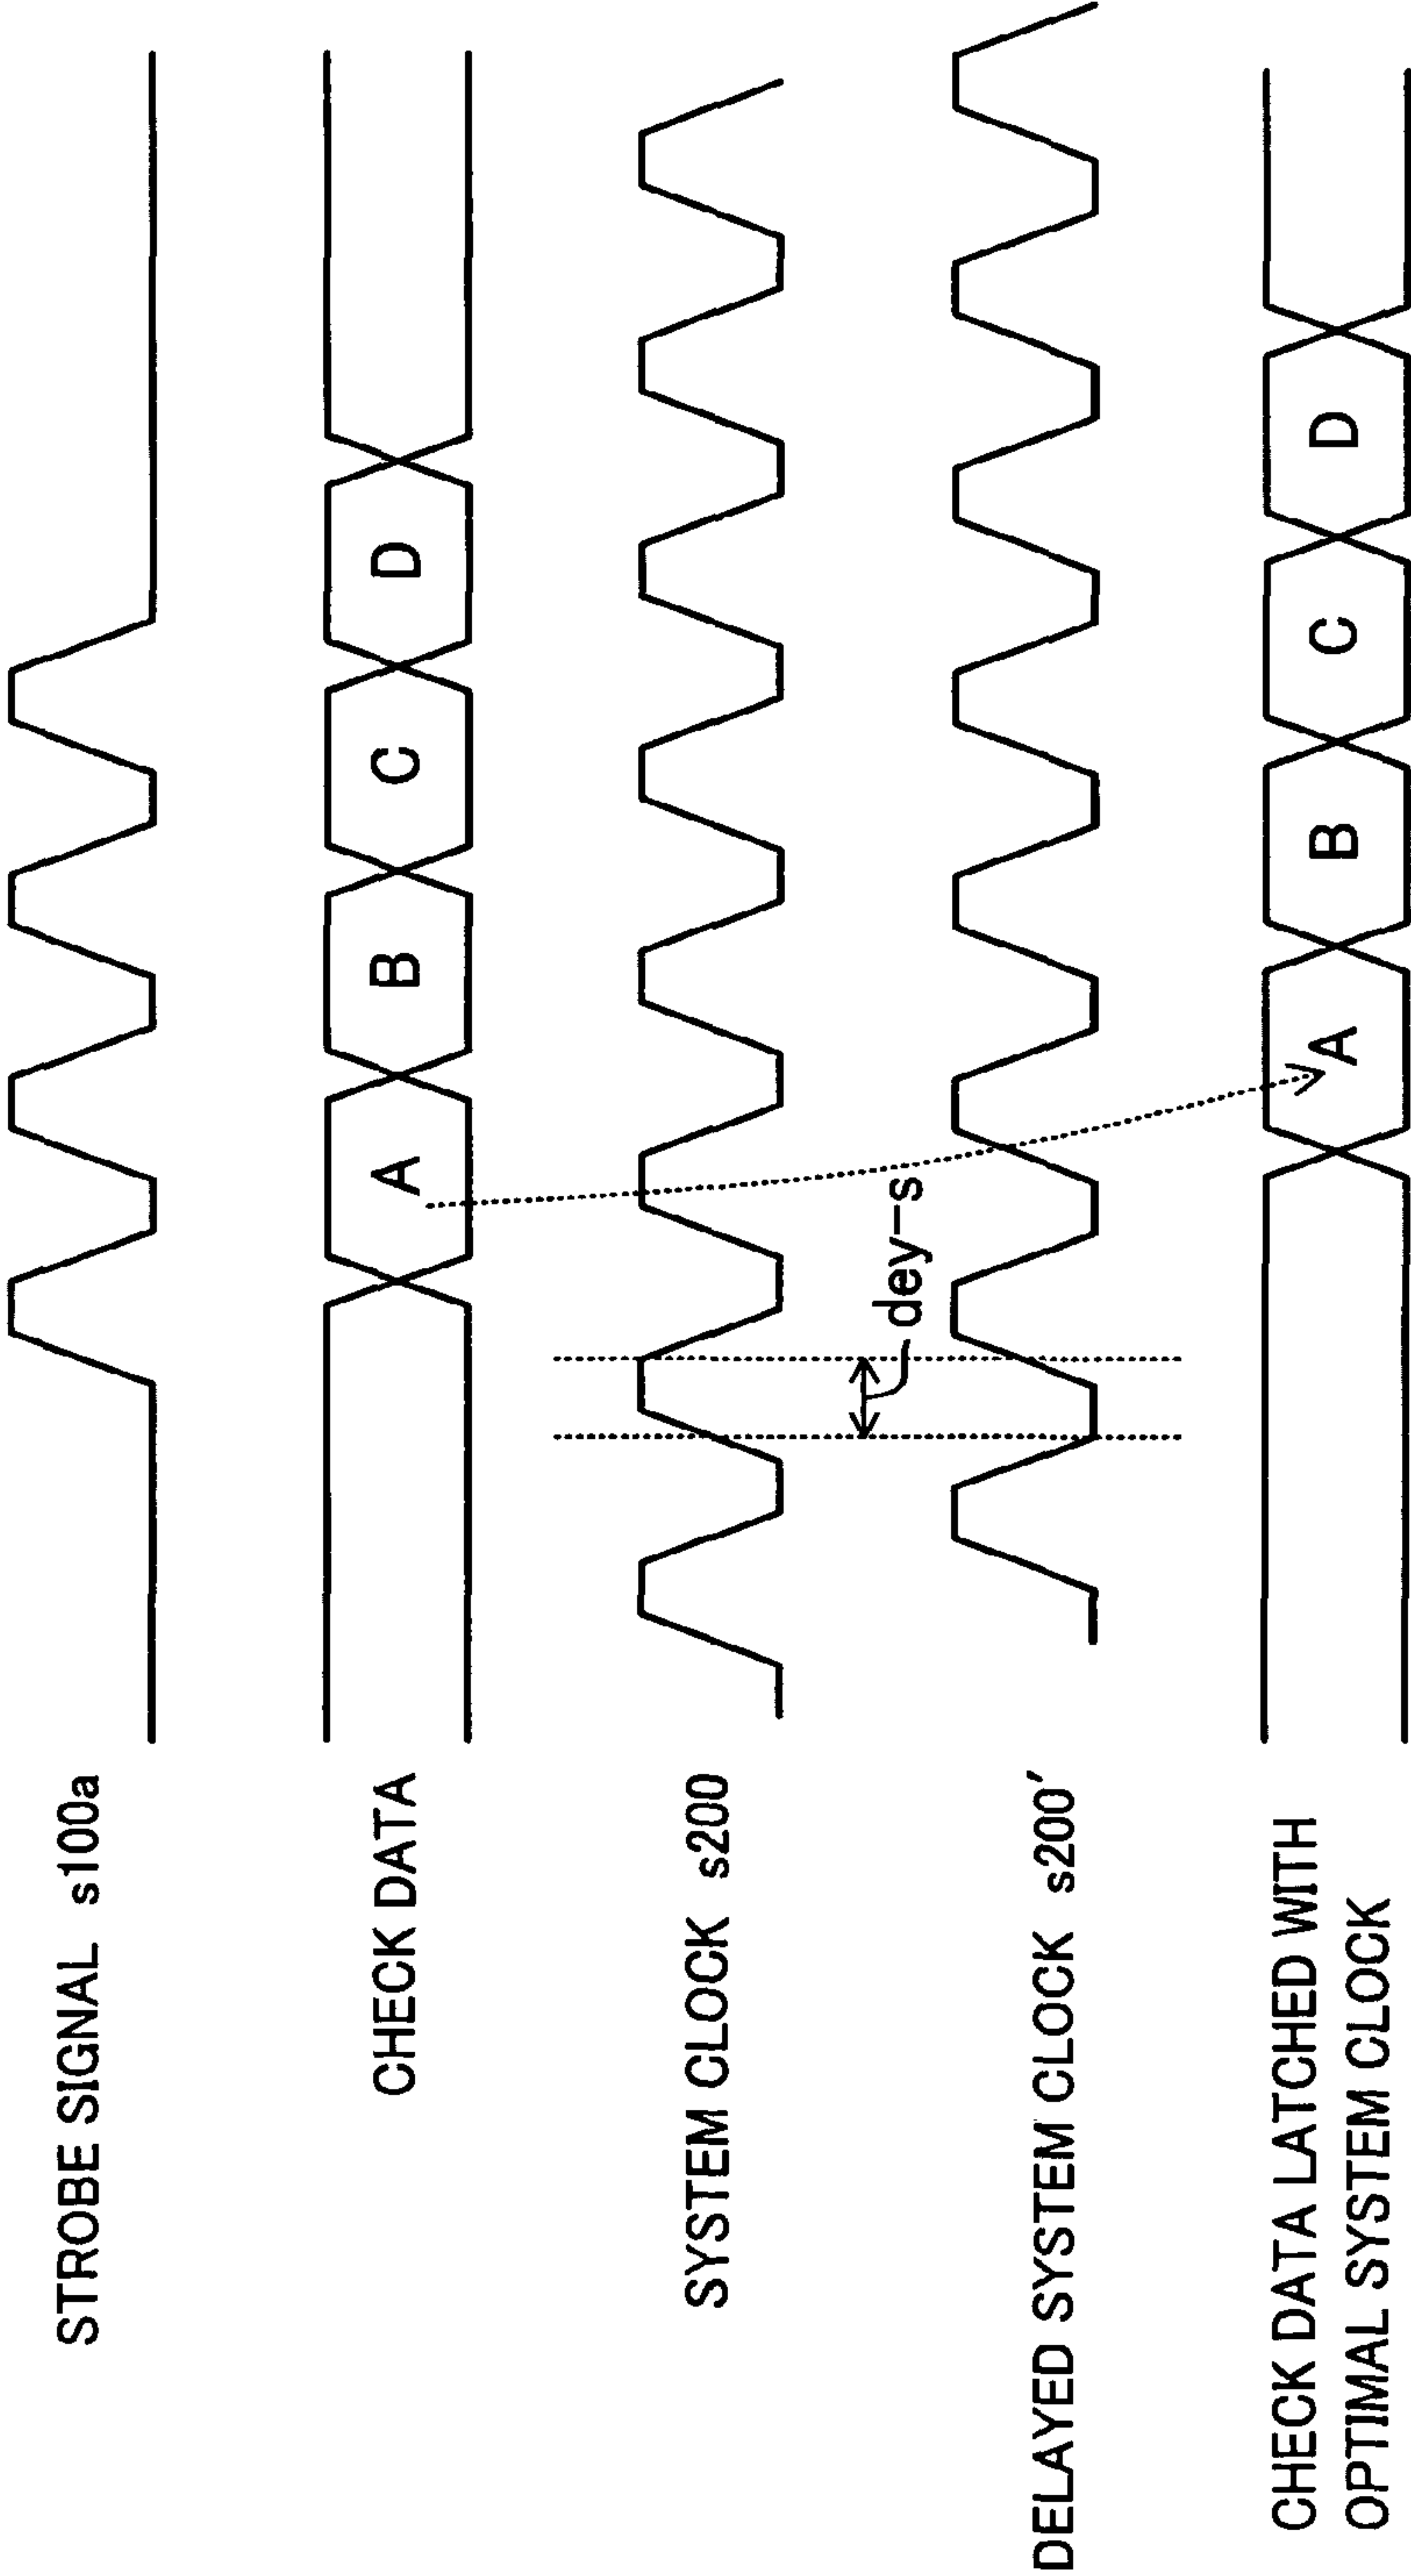 STROBE SIGNAL s100a
CHECK DATA
A B C D
SYSTEM CLOCK s200
dey-s
DELAYED SYSTEM CLOCK s200'
CHECK DATA LATCHED WITH
OPTIMAL SYSTEM CLOCK
A B C D